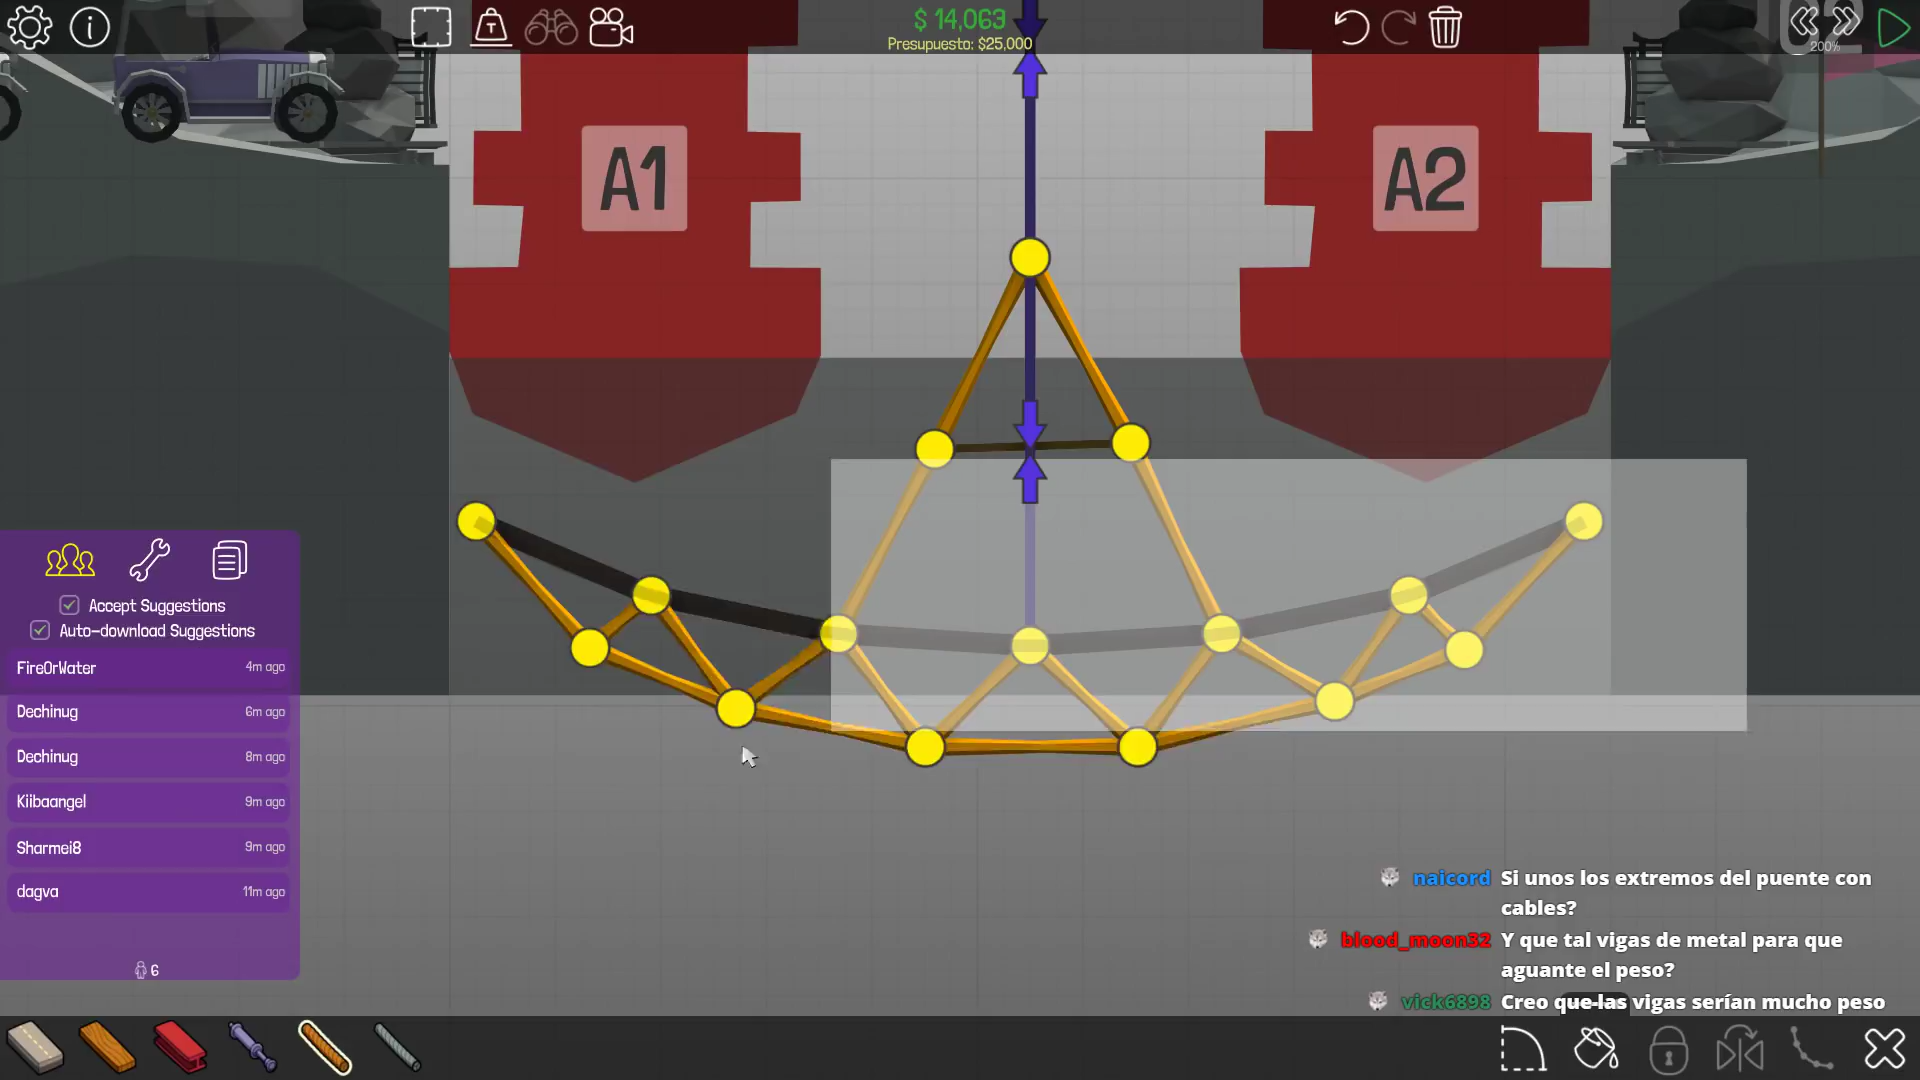 $ 14,063
Presupuesto: $25,000
200%
A1
A2
Accept Suggestions
Auto-download Suggestions
FireOrWater 4m ago
Dechinug 6m ago
Dechinug 8m ago
Kiibaangel 9m ago
Sharmei8 9m ago
dagva 11m ago
6
naicord Si unos los extremos del puente con
cables?
blood_moon32 Y que tal vigas de metal para que
aguante el peso?
vick6898 Creo que las vigas serían mucho peso